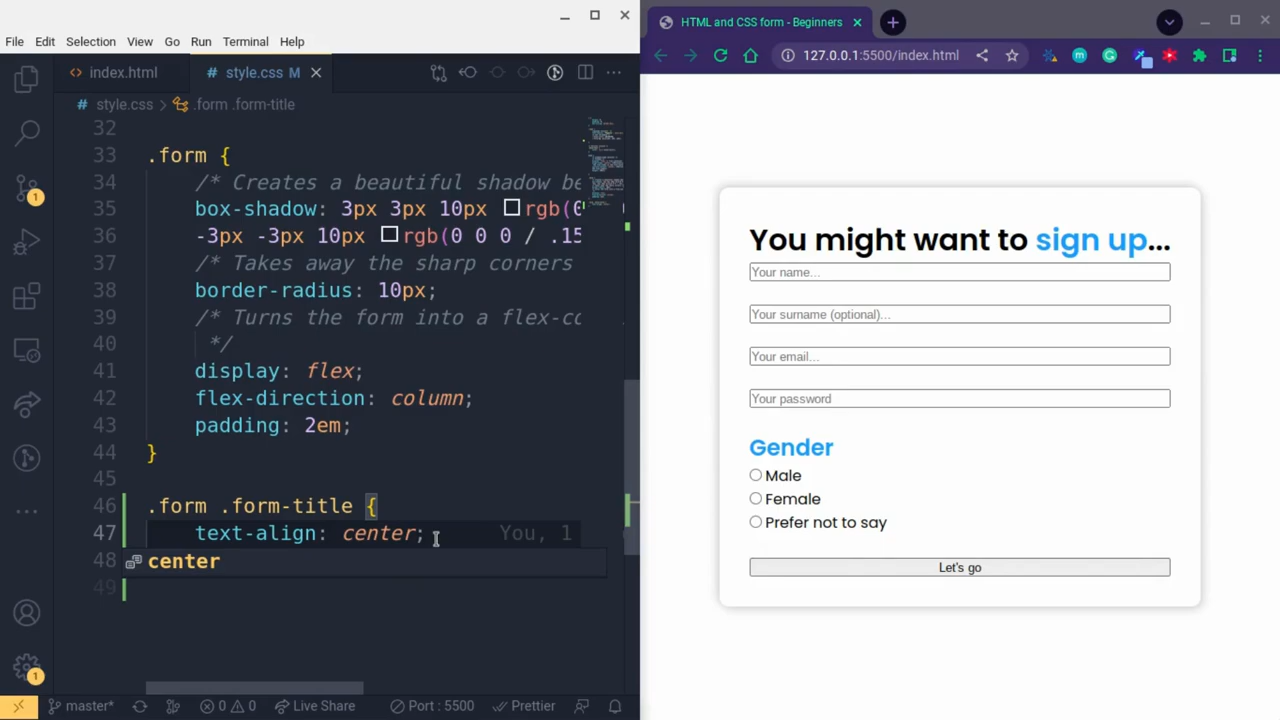 File Edit Selection View Go Run Terminal Help
index.html
style.css M
style.css > .form .form-title
32
33 .form {
34 /* Creates a beautiful shadow be
35 box-shadow: 3px 3px 10px rgb(0
36 -3px -3px 10px rgb(0 0 0 / .15
37 /* Takes away the sharp corners
38 border-radius: 10px;
39 /* Turns the form into a flex-co
40 */
41 display: flex;
42 flex-direction: column;
43 padding: 2em;
44 }
45
46 .form .form-title {
47 text-align: center; You, 1
48 center
49
1
1
master* 0 0 Live Share Port : 5500 Prettier
HTML and CSS form - Beginners
127.0.0.1:5500/index.html
You might want to sign up...
Your name...
Your surname (optional)...
Your email...
Your password
Gender
Male
Female
Prefer not to say
Let's go